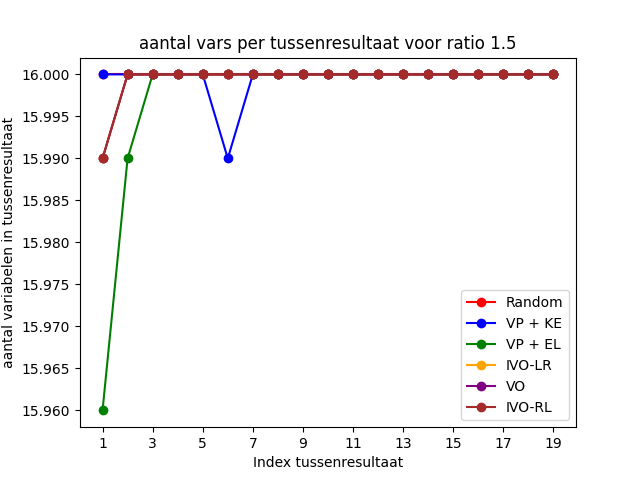 aantal vars per tussenresultaat voor ratio 1.5
aantal variabelen in tussenresultaat
16.000
15.995
15.990
15.985
15.980
15.975
15.970
15.965
15.960
Random
VP + KE
VP + EL
IVO-LR
VO
IVO-RL
1 3 5 7 9 11 13 15 17 19
Index tussenresultaat